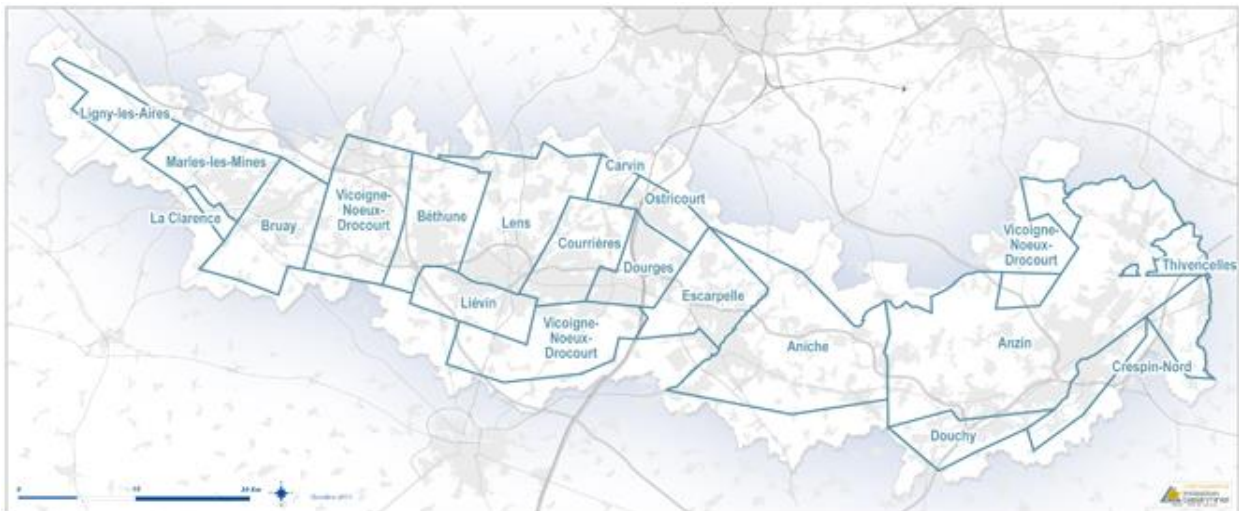 Ligny-les-Aires
Marles-les-Mines
La Clarence
Bruay
Vicoigne-
Noeux-
Drocourt
Béthune
Lens
Carvin
Ostricourt
Courrières
Dourges
Liévin
Escarpelle
Vicoigne-
Noeux-
Drocourt
Aniche
Vicoigne-
Noeux-
Drocourt
Thivencelles
Anzin
Crespin-Nord
Douchy
0
10
20 Km